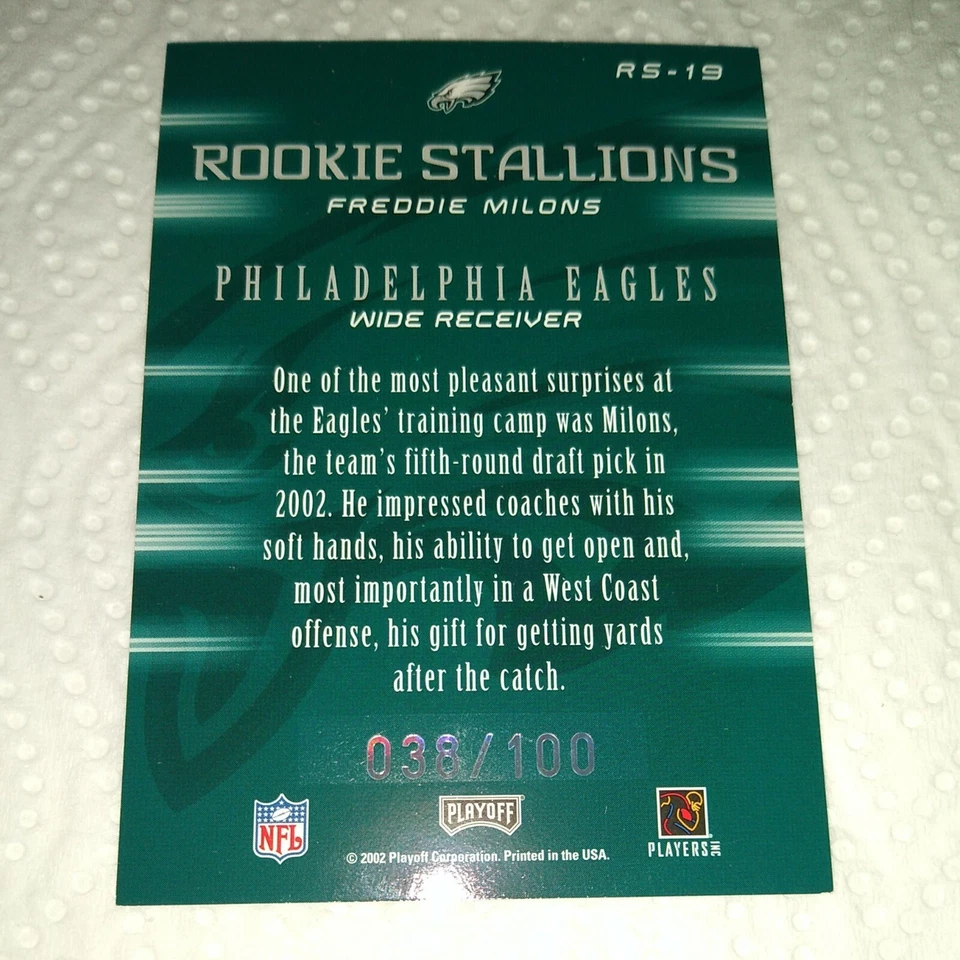 RS-19
ROOKIE STALLIONS
FREDDIE MILONS
PHILADELPHIA EAGLES
WIDE RECEIVER
One of the most pleasant surprises at
the Eagles' training camp was Milons,
the team's fifth-round draft pick in
2002. He impressed coaches with his
soft hands, his ability to get open and,
most importantly in a West Coast
offense, his gift for getting yards
after the catch.
038/100
NFL
PLAYOFF
PLAYERS INC
© 2002 Playoff Corporation. Printed in the USA.